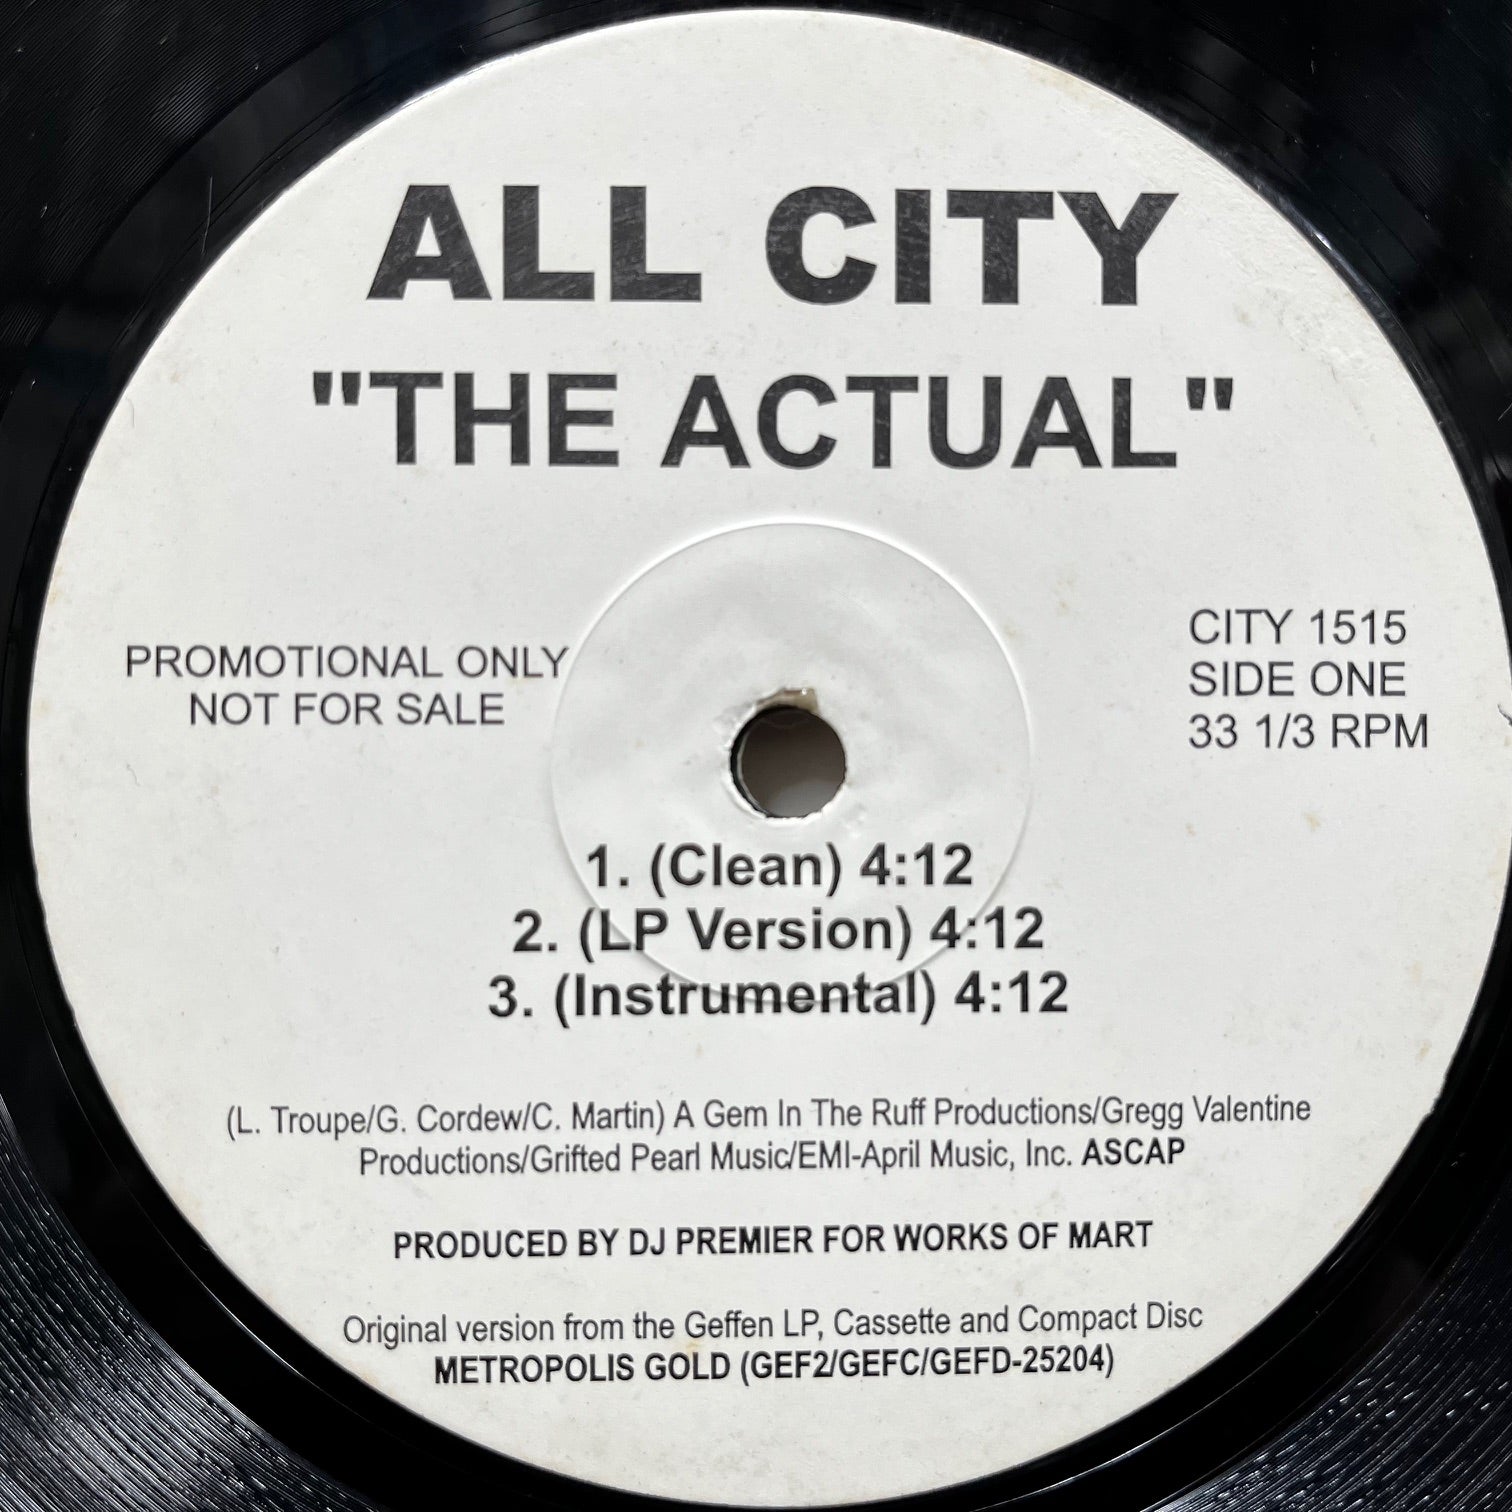 ALL CITY
"THE ACTUAL"
PROMOTIONAL ONLY
NOT FOR SALE
CITY 1515
SIDE ONE
33 1/3 RPM
1. (Clean) 4:12
2. (LP Version) 4:12
3. (Instrumental) 4:12
(L. Troupe/G. Cordew/C. Martin) A Gem In The Ruff Productions/Gregg Valentine
Productions/Grifted Pearl Music/EMI-April Music, Inc. ASCAP
PRODUCED BY DJ PREMIER FOR WORKS OF MART
Original version from the Geffen LP, Cassette and Compact Disc
METROPOLIS GOLD (GEF2/GEFC/GEFD-25204)